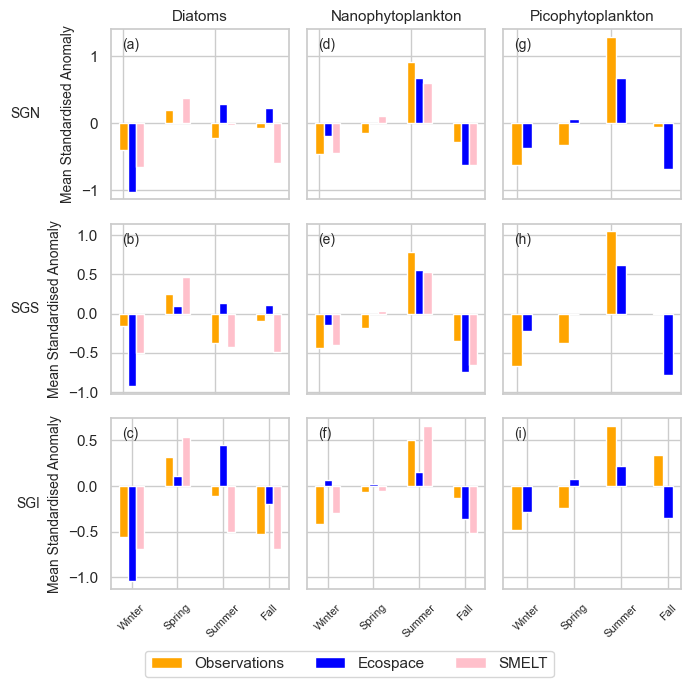 Diatoms Nanophytoplankton Picophytoplankton
SGN
Mean Standardised Anomaly
1
0
−1
(a)
(d)
(g)
SGS
Mean Standardised Anomaly
1.0
0.5
0.0
−0.5
−1.0
(b)
(e)
(h)
SGI
Mean Standardised Anomaly
0.5
0.0
−0.5
−1.0
(c)
(f)
(i)
Winter Spring Summer Fall
Winter Spring Summer Fall
Winter Spring Summer Fall
Observations Ecospace SMELT